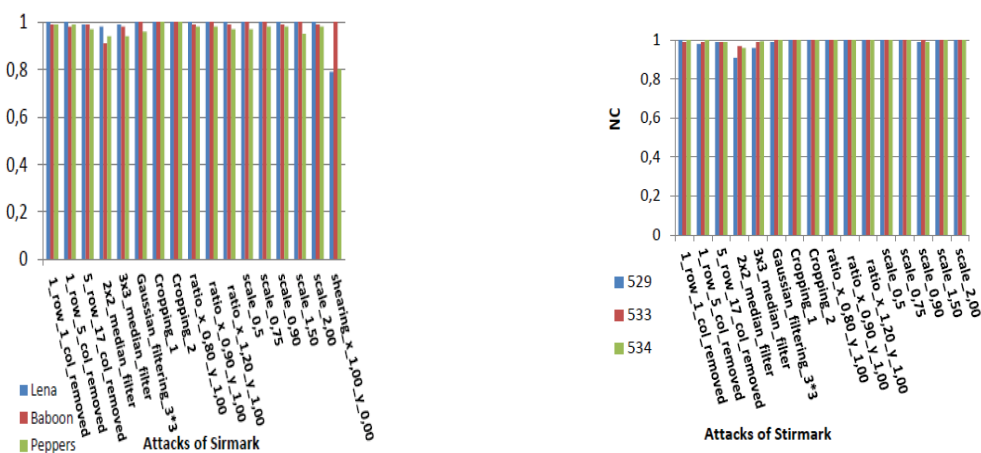 1
0,8
0,6
0,4
0,2
0
1_row_1_col_removed
1_row_5_col_removed
5_row_17_col_removed
2x2_median_filter
3x3_median_filter
Gaussian_filtering_3*3
Cropping_1
Cropping_2
ratio_x_0,80_y_1,00
ratio_x_0,90_y_1,00
ratio_x_1,20_y_1,00
scale_0,5
scale_0,75
scale_0,90
scale_1,50
scale_2,00
shearing_x_1,00_y_0,00
Lena
Baboon
Peppers
Attacks of Sirmark
NC
1
0,8
0,6
0,4
0,2
0
1_row_1_col_removed
1_row_5_col_removed
5_row_17_col_removed
2x2_median_filter
3x3_median_filter
Gaussian_filtering_3*3
Cropping_1
Cropping_2
ratio_x_0,80_y_1,00
ratio_x_0,90_y_1,00
ratio_x_1,20_y_1,00
scale_0,5
scale_0,75
scale_0,90
scale_1,50
scale_2,00
529
533
534
Attacks of Stirmark